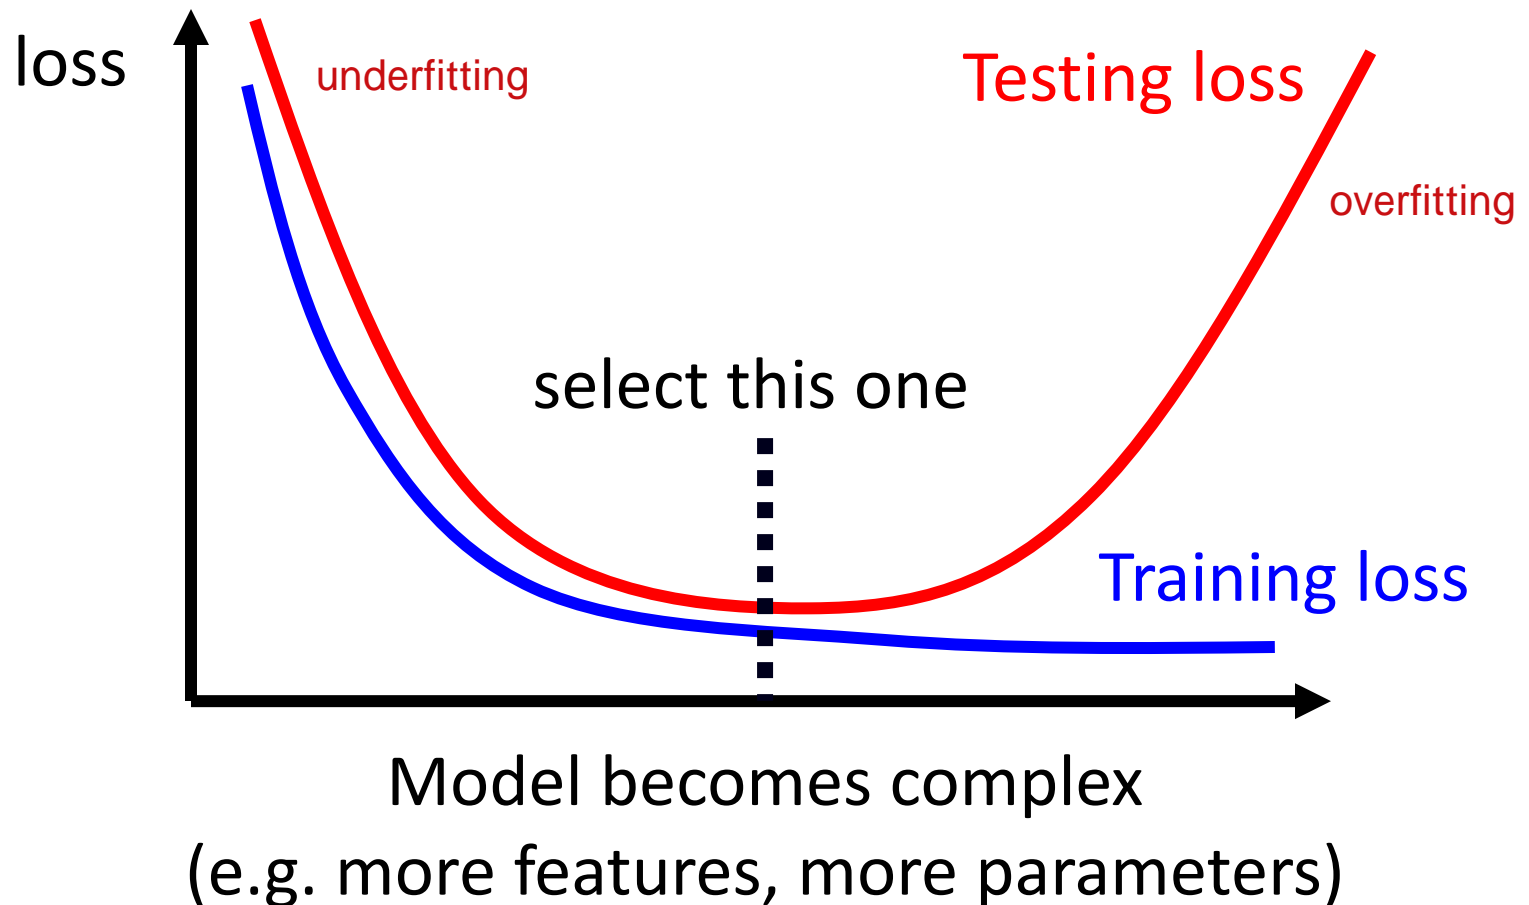 loss
underfitting
Testing loss
overfitting
select this one
Training loss
Model becomes complex
(e.g. more features, more parameters)